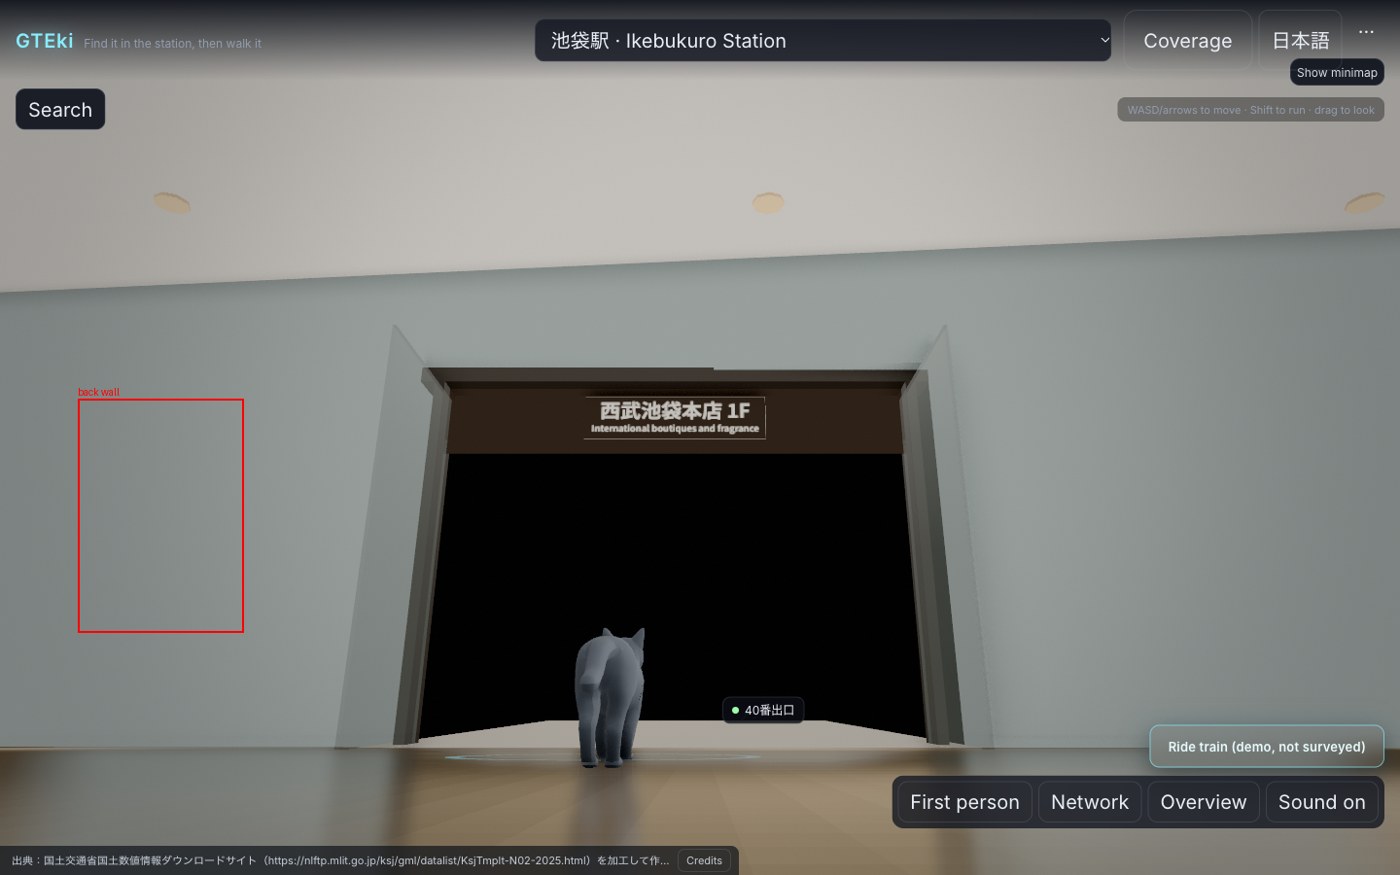 GTEki Find it in the station, then walk it
池袋駅 · Ikebukuro Station
Coverage
日本語
...
Show minimap
Search
WASD/arrows to move · Shift to run · drag to look
back wall
西武池袋本店 1F
International boutiques and fragrance
40番出口
Ride train (demo, not surveyed)
First person
Network
Overview
Sound on
出典：国土交通省国土数値情報ダウンロードサイト（https://nlftp.mlit.go.jp/ksj/gml/datalist/KsjTmplt-N02-2025.html）を加工して作...
Credits